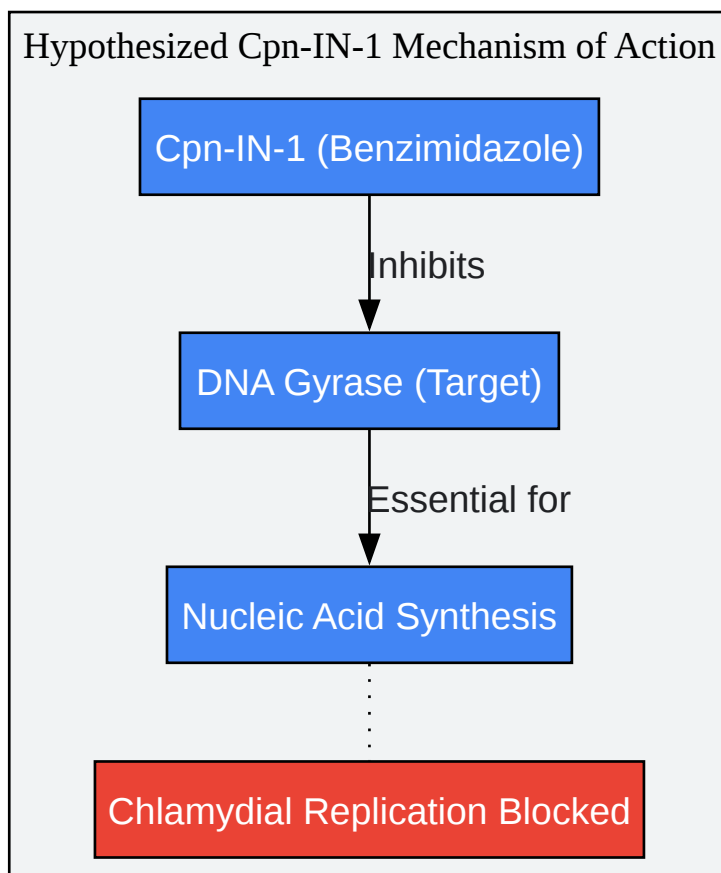 Hypothesized Cpn-IN-1 Mechanism of Action
Cpn-IN-1 (Benzimidazole)
Inhibits
DNA Gyrase (Target)
Essential for
Nucleic Acid Synthesis
Chlamydial Replication Blocked